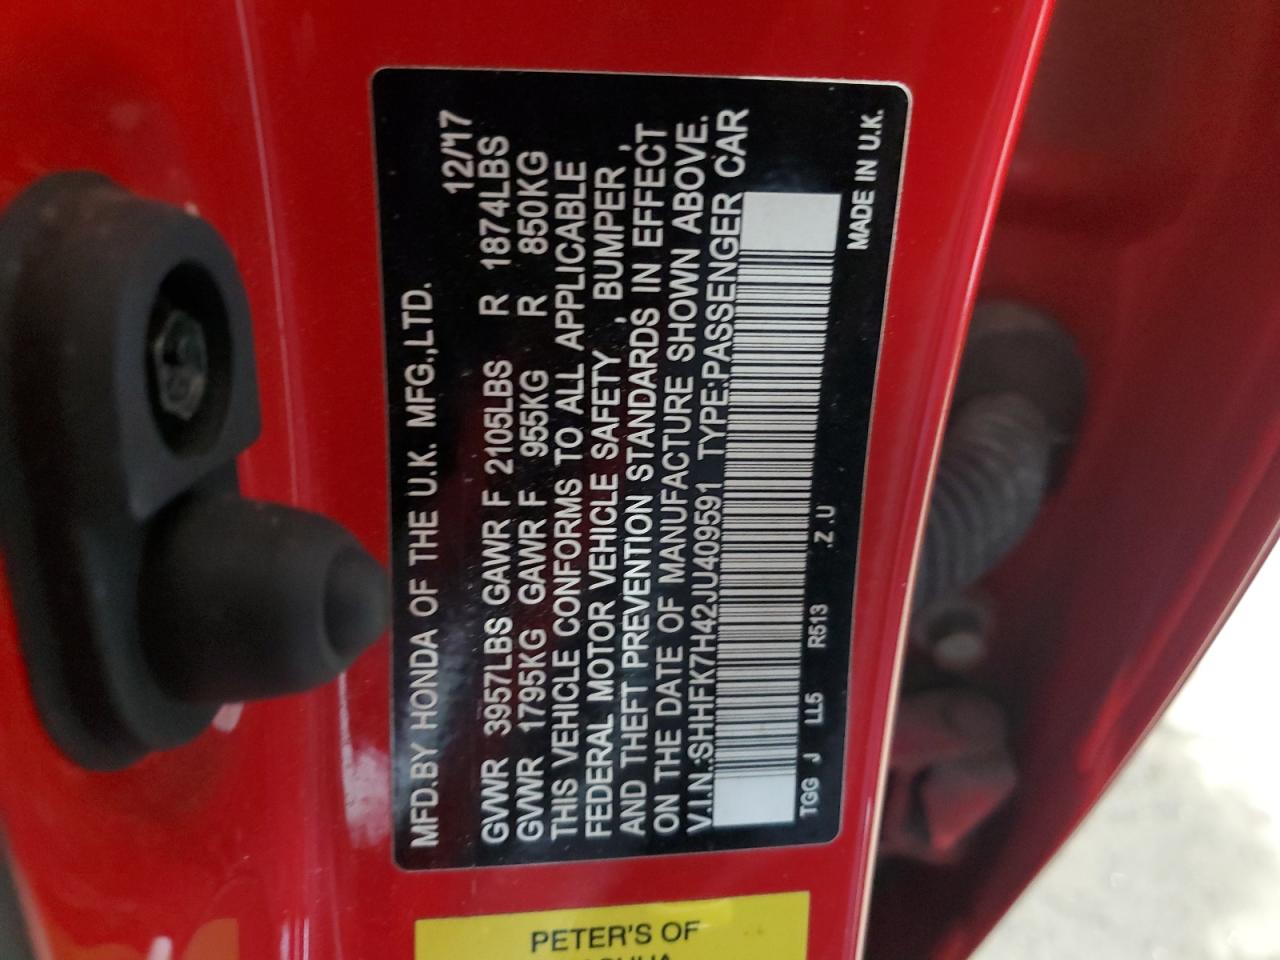 MFD.BY HONDA OF THE U.K. MFG.,LTD. 12/17
GVWR 3957LBS GAWR F 2105LBS R 1874LBS
GVWR 1795KG GAWR F 955KG R 850KG
THIS VEHICLE CONFORMS TO ALL APPLICABLE
FEDERAL MOTOR VEHICLE SAFETY , BUMPER ,
AND THEFT PREVENTION STANDARDS IN EFFECT
ON THE DATE OF MANUFACTURE SHOWN ABOVE.
V.I.N.:SHHFK7H42JU409591 TYPE:PASSENGER CAR
TGG J LL5 R513 .Z.U
MADE IN U.K.
PETER'S OF